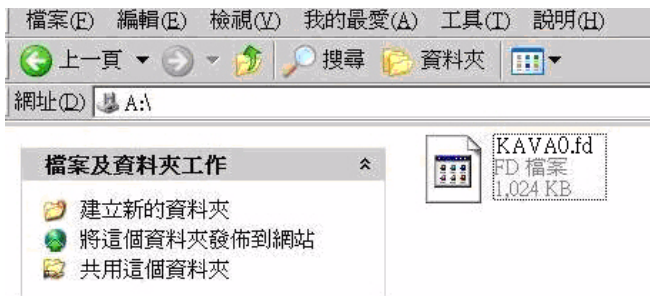 檔案(F) 編輯(E) 檢視(V) 我的最愛(A) 工具(T) 說明(H)
上一頁 搜尋 資料夾
網址(D) A:\
檔案及資料夾工作
建立新的資料夾
將這個資料夾發佈到網站
共用這個資料夾
KAVA0.fd
FD 檔案
1,024 KB